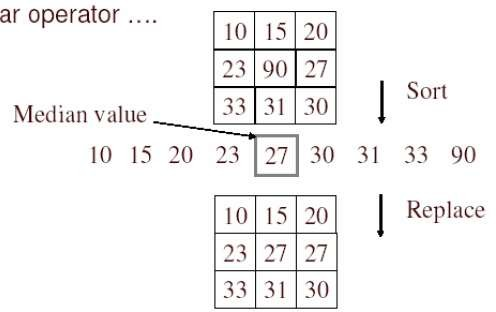 ar operator ....
10 15 20
23 90 27
33 31 30
Sort
Median value
10 15 20 23 27 30 31 33 90
10 15 20
23 27 27
33 31 30
Replace